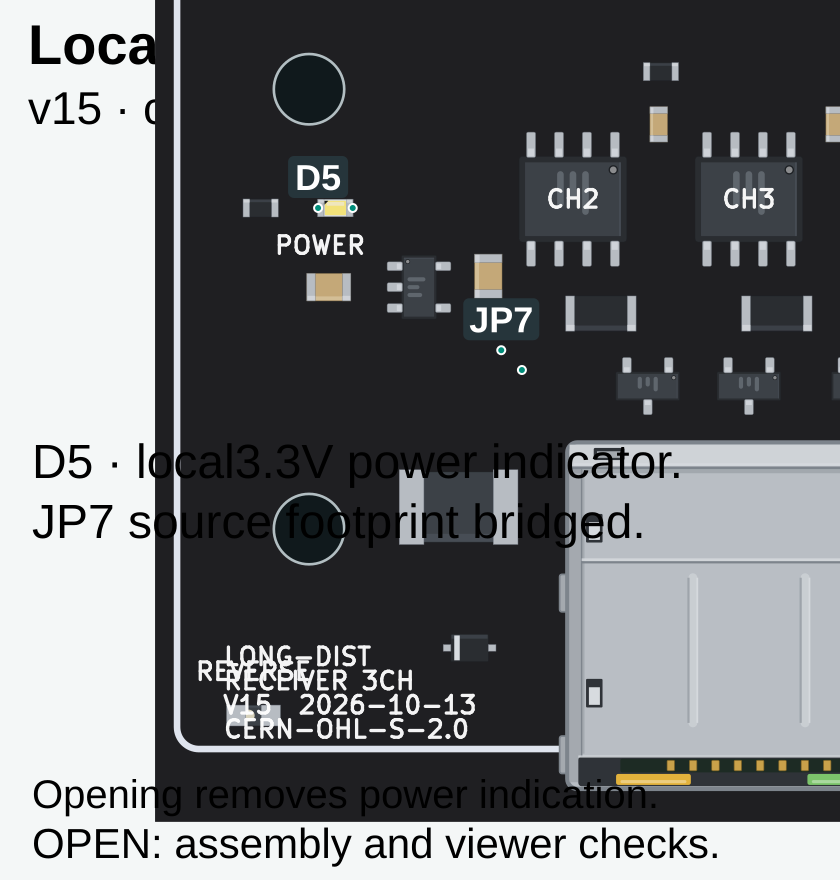 Loca
v15 ·
D5
POWER
CH2
CH3
JP7
D5 · local3.3V power indicator.
JP7 source footprint bridged.
LONG-DIST
REVERSE
RECEIVER 3CH
V15 2026-10-13
CERN-OHL-S-2.0
Opening removes power indication.
OPEN: assembly and viewer checks.